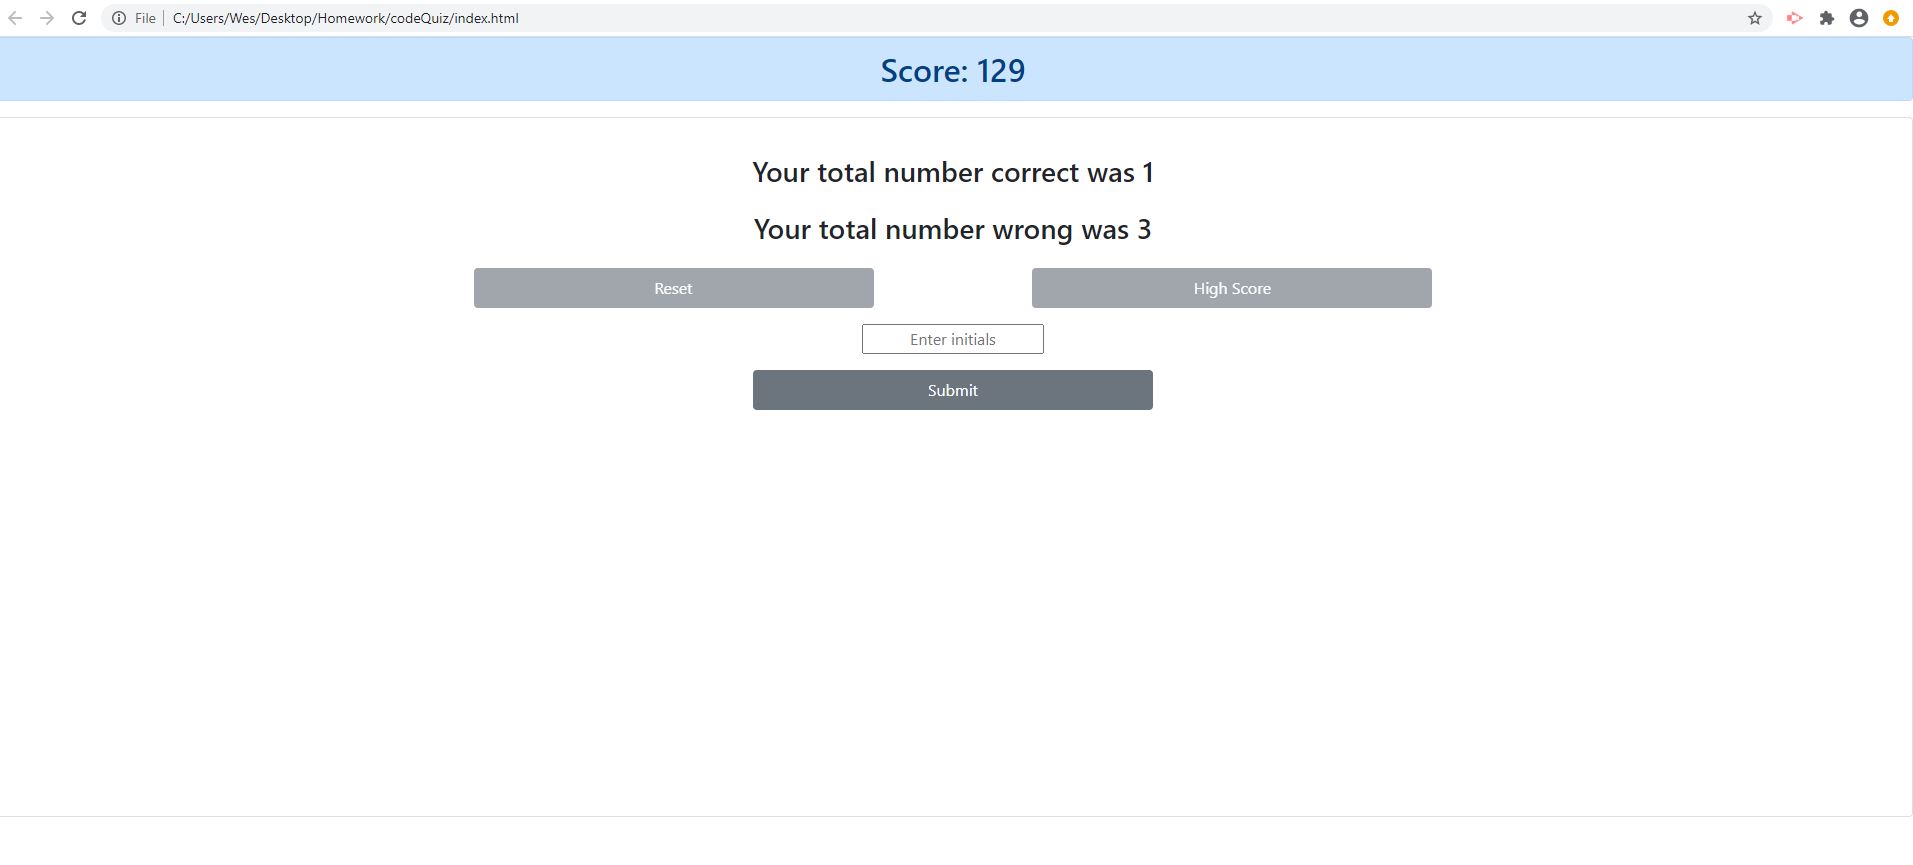 File C:/Users/Wes/Desktop/Homework/codeQuiz/index.html
Score: 129
Your total number correct was 1
Your total number wrong was 3
Reset High Score
Enter initials
Submit